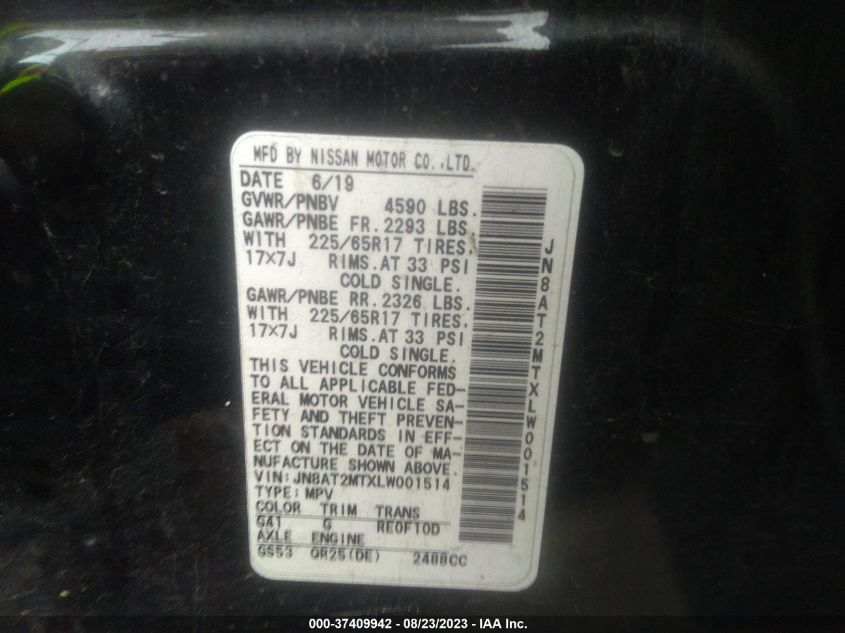 MFD BY NISSAN MOTOR CO.,LTD.
DATE 6/19
GVWR/PNBV 4590 LBS.
GAWR/PNBE FR. 2293 LBS.
WITH 225/65R17 TIRES,
17×7J RIMS.AT 33 PSI
COLD SINGLE.
GAWR/PNBE RR. 2326 LBS.
WITH 225/65R17 TIRES,
17×7J RIMS.AT 33 PSI
COLD SINGLE.
THIS VEHICLE CONFORMS
TO ALL APPLICABLE FED-
ERAL MOTOR VEHICLE SA-
FETY AND THEFT PREVEN-
TION STANDARDS IN EFF-
ECT ON THE DATE OF MA-
NUFACTURE SHOWN ABOVE.
VIN:JN8AT2MTXLW001514
TYPE:MPV
COLOR TRIM TRANS
G41 G RE0F10D
AXLE ENGINE
GS53 QR25(DE) 2488CC
JN8AT2MTXLW001514
000-37409942 - 08/23/2023 - IAA Inc.